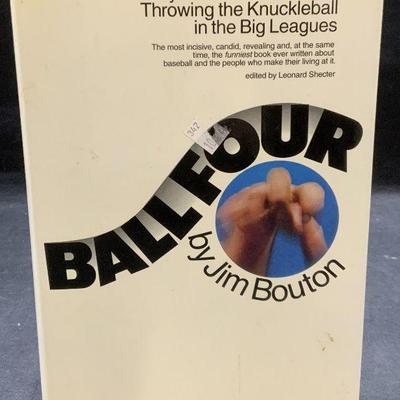 Throwing the Knuckleball
in the Big Leagues
The most incisive, candid, revealing and, at the same
time, the funniest book ever written about
baseball and the people who make their living at it.
edited by Leonard Shecter
342
BALL FOUR
by Jim Bouton